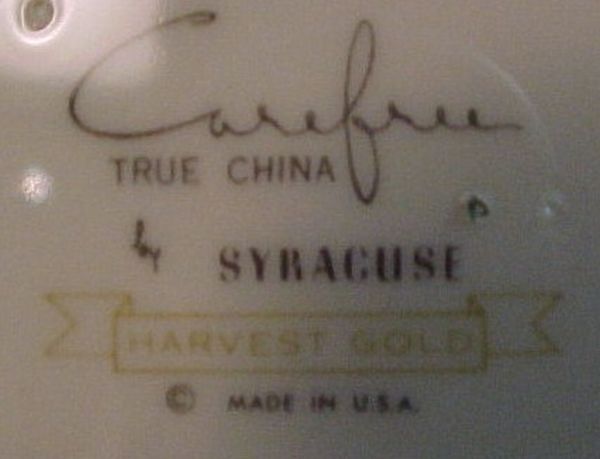 Carefree
TRUE CHINA
by SYRACUSE
HARVEST GOLD
© MADE IN U.S.A.